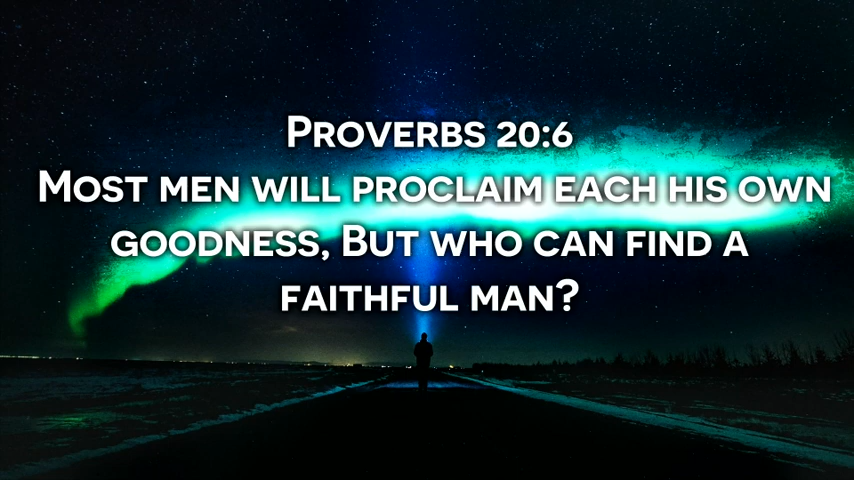 Proverbs 20:6
Most men will proclaim each his own
goodness, But who can find a
faithful man?